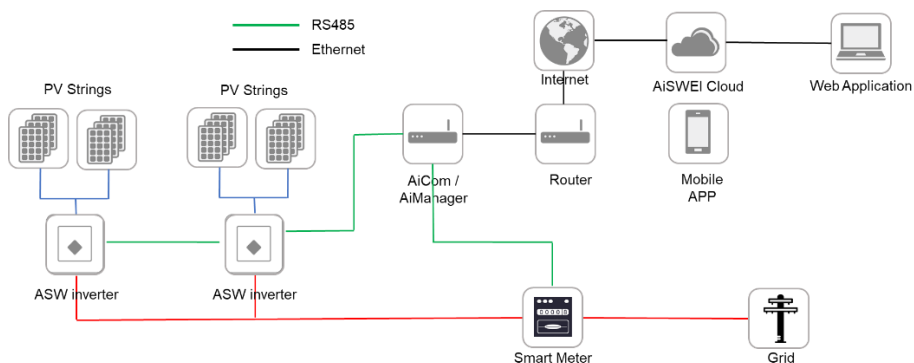 RS485
Ethernet
PV Strings
PV Strings
Internet
AiSWEI Cloud
Web Application
AiCom /
AiManager
Router
Mobile
APP
ASW inverter
ASW inverter
Smart Meter
Grid